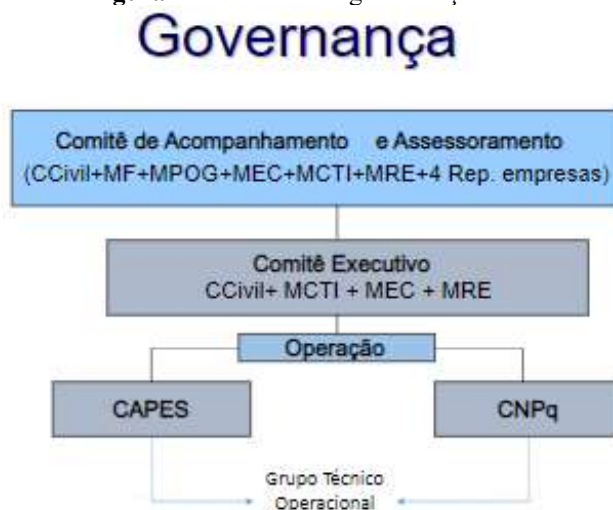 Governança
Comitê de Acompanhamento e Assessoramento
(CCivil+MF+MPOG+MEC+MCTI+MRE+4 Rep. empresas)
Comitê Executivo
CCivil+ MCTI + MEC + MRE
Operação
CAPES
CNPq
Grupo Técnico
Operacional